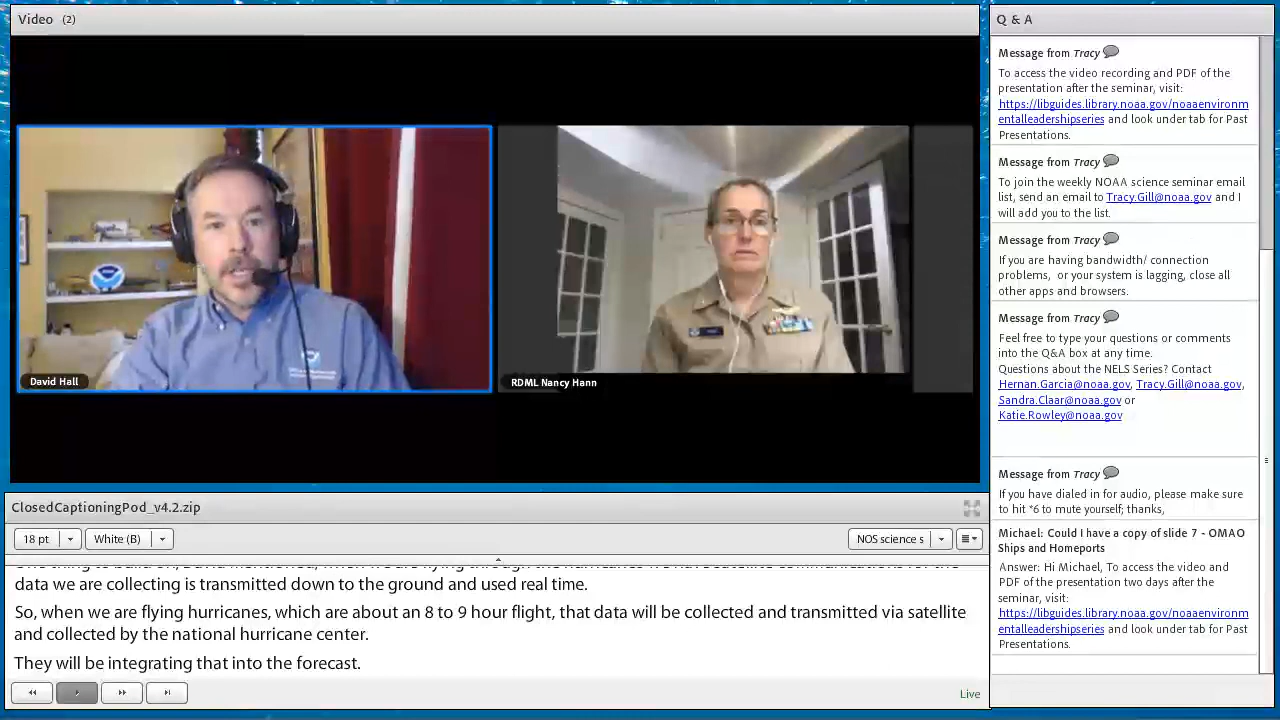 Video (2)
David Hall
RDML Nancy Hann
Q & A
Message from Tracy
To access the video recording and PDF of the
presentation after the seminar, visit:
https://libguides.library.noaa.gov/noaaenvironm
entalleadershipseries and look under tab for Past
Presentations.
Message from Tracy
To join the weekly NOAA science seminar email
list, send an email to Tracy.Gill@noaa.gov and I
will add you to the list.
Message from Tracy
If you are having bandwidth/ connection
problems, or your system is lagging, close all
other apps and browsers.
Message from Tracy
Feel free to type your questions or comments
into the Q&A box at any time.
Questions about the NELS Series? Contact
Hernan.Garcia@noaa.gov, Tracy.Gill@noaa.gov,
Sandra.Claar@noaa.gov or
Katie.Rowley@noaa.gov
Message from Tracy
If you have dialed in for audio, please make sure
to hit *6 to mute yourself; thanks,
Michael: Could I have a copy of slide 7 - OMAO
Ships and Homeports
Answer: Hi Michael, To access the video and
PDF of the presentation two days after the
seminar, visit:
https://libguides.library.noaa.gov/noaaenvironm
entalleadershipseries and look under tab for Past
Presentations.
ClosedCaptioningPod_v4.2.zip
18 pt White (B) NOS science s
data we are collecting is transmitted down to the ground and used real time.
So, when we are flying hurricanes, which are about an 8 to 9 hour flight, that data will be collected and transmitted via satellite
and collected by the national hurricane center.
They will be integrating that into the forecast.
Live